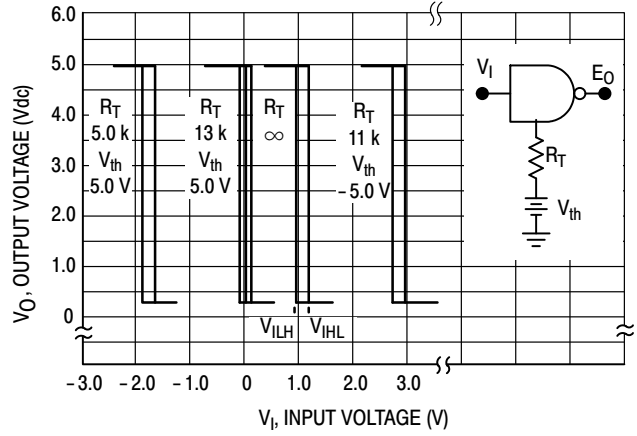 V_O, OUTPUT VOLTAGE (Vdc)
6.0
5.0
4.0
3.0
2.0
1.0
0
R_T
5.0 k
V_th
5.0 V
R_T
13 k
V_th
5.0 V
R_T
∞
R_T
11 k
V_th
-5.0 V
V_ILH
V_IHL
V_I
E_O
R_T
V_th
-3.0
-2.0
-1.0
0
1.0
2.0
3.0
V_I, INPUT VOLTAGE (V)